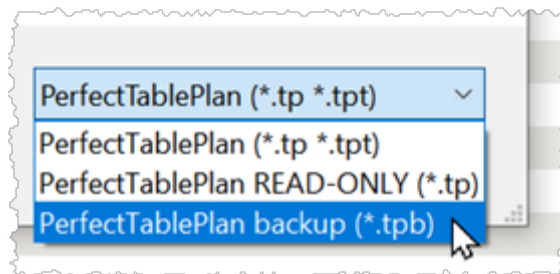 PerfectTablePlan (*.tp *.tpt)
PerfectTablePlan (*.tp *.tpt)
PerfectTablePlan READ-ONLY (*.tp)
PerfectTablePlan backup (*.tpb)